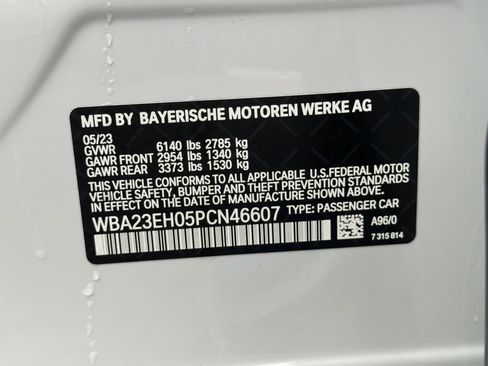 MFD BY BAYERISCHE MOTOREN WERKE AG
05/23
GVWR 6140 lbs 2785 kg
GAWR FRONT 2954 lbs 1340 kg
GAWR REAR 3373 lbs 1530 kg
THIS VEHICLE CONFORMS TO ALL APPLICABLE U.S.FEDERAL MOTOR
VEHICLE SAFETY, BUMPER, AND THEFT PREVENTION STANDARDS IN
EFFECT ON THE DATE OF MANUFACTURE SHOWN ABOVE.
WBA23EH05PCN46607 TYPE: PASSENGER CAR
A96/0
7 315 814